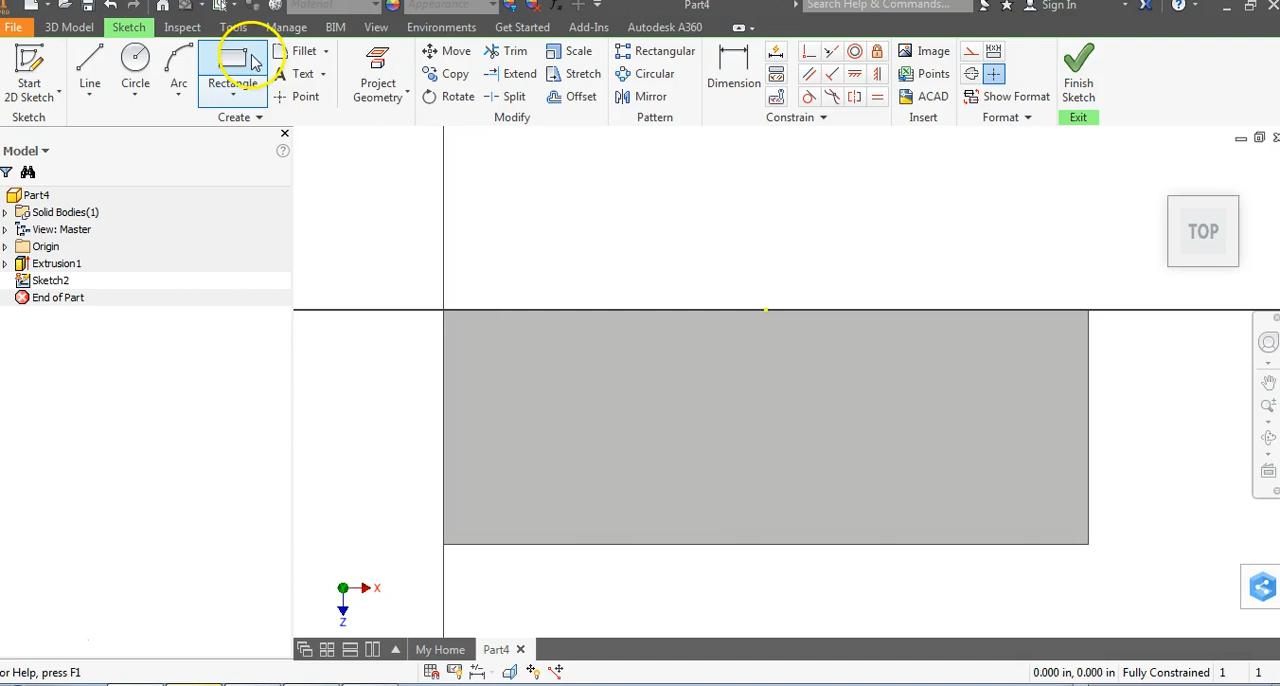 PRO Material Appearance Part4 Search Help & Commands... Sign In
File 3D Model Sketch Inspect Tools Manage BIM View Environments Get Started Add-Ins Autodesk A360
Fillet Move Trim Scale Rectangular Image
Text Copy Extend Stretch Circular Points
Start
2D Sketch Line Circle Arc Rectangle Project
Geometry Dimension Finish
Sketch
Point Rotate Split Offset Mirror ACAD Show Format
Sketch Create Modify Pattern Constrain Insert Format Exit
Model
Part4
Solid Bodies(1)
View: Master
Origin
Extrusion1
Sketch2
End of Part
TOP
X
Z
My Home Part4
or Help, press F1 0.000 in, 0.000 in Fully Constrained 1 1